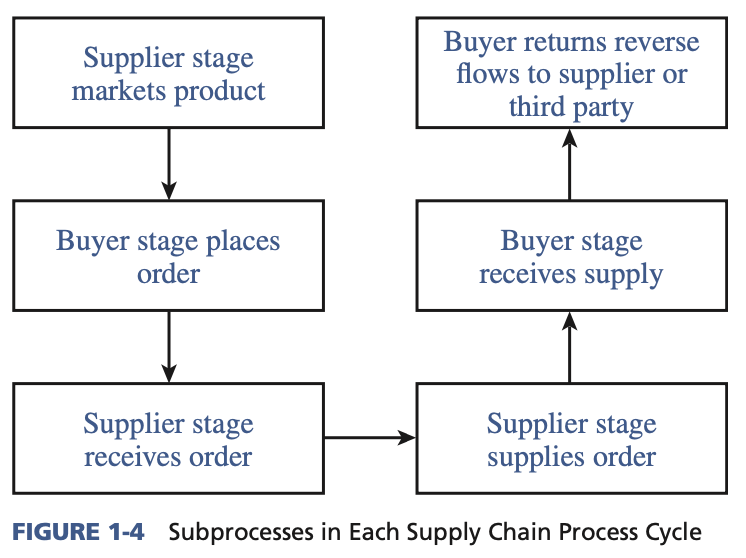 Supplier stage
markets product
Buyer stage places
order
Supplier stage
receives order
Supplier stage
supplies order
Buyer stage
receives supply
Buyer returns reverse
flows to supplier or
third party
FIGURE 1-4 Subprocesses in Each Supply Chain Process Cycle